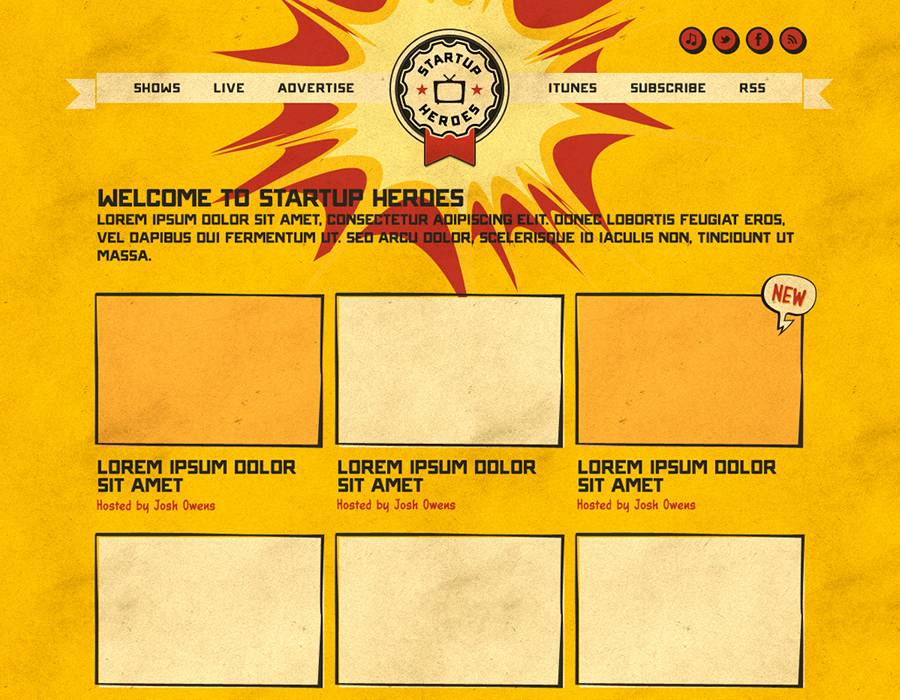 SHOWS LIVE ADVERTISE
STARTUP
HEROES
ITUNES SUBSCRIBE RSS
WELCOME TO STARTUP HEROES
LOREM IPSUM DOLOR SIT AMET, CONSECTETUR ADIPISCING ELIT. DONEC LOBORTIS FEUGIAT EROS,
VEL DAPIBUS DUI FERMENTUM UT. SED ARCU DOLOR, SCELERISQUE ID IACULIS NON, TINCIDUNT UT
MASSA.
NEW
LOREM IPSUM DOLOR
SIT AMET
Hosted by Josh Owens
LOREM IPSUM DOLOR
SIT AMET
Hosted by Josh Owens
LOREM IPSUM DOLOR
SIT AMET
Hosted by Josh Owens